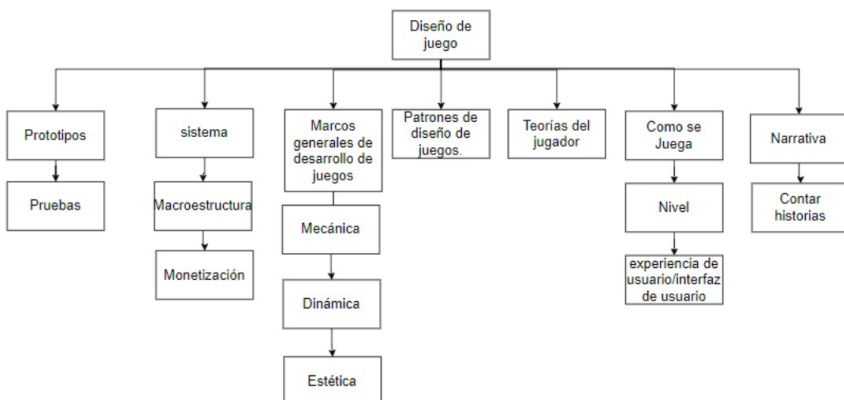 Diseño de
juego
Prototipos
sistema
Marcos
generales de
desarrollo de
juegos
Patrones de
diseño de
juegos.
Teorías del
jugador
Como se
Juega
Narrativa
Pruebas
Macroestructura
Mecánica
Nivel
Contar
historias
Monetización
Dinámica
experiencia de
usuario/interfaz
de usuario
Estética